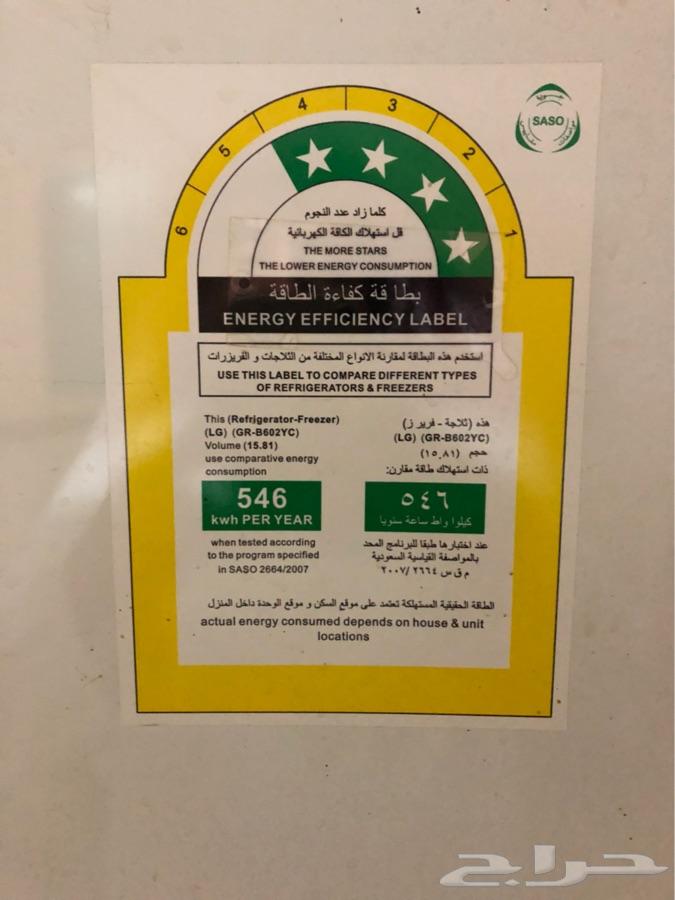 SASO
6 5 4 3 2 1
كلما زاد عدد النجوم
قل استهلاك الكاقة الكهربائية
THE MORE STARS
THE LOWER ENERGY CONSUMPTION
بطاقة كفاءة الطاقة
ENERGY EFFICIENCY LABEL
استخدم هذه البطاقة لمقارنة الانواع المختلفة من الثلاجات و الفريزرات
USE THIS LABEL TO COMPARE DIFFERENT TYPES
OF REFRIGERATORS & FREEZERS
This (Refrigerator-Freezer)
(LG) (GR-B602YC)
Volume (15.81)
use comparative energy
consumption
546
kwh PER YEAR
when tested according
to the program specified
in SASO 2664/2007
هذه (ثلاجة - فريز ز)
(LG) (GR-B602YC)
حجم (١٥,٨١)
ذات استهلاك طاقة مقارن:
٥٤٦
كيلوا واط ساعة سنويا
عند اختبارها طبقا للبرنامج المحد
بالمواصفة القياسية السعودية
م ق س ٢٦٦٤ /٢٠٠٧
الطاقة الحقيقية المستهلكة تعتمد على موقع السكن و موقع الوحدة داخل المنزل
actual energy consumed depends on house & unit
locations
حراج